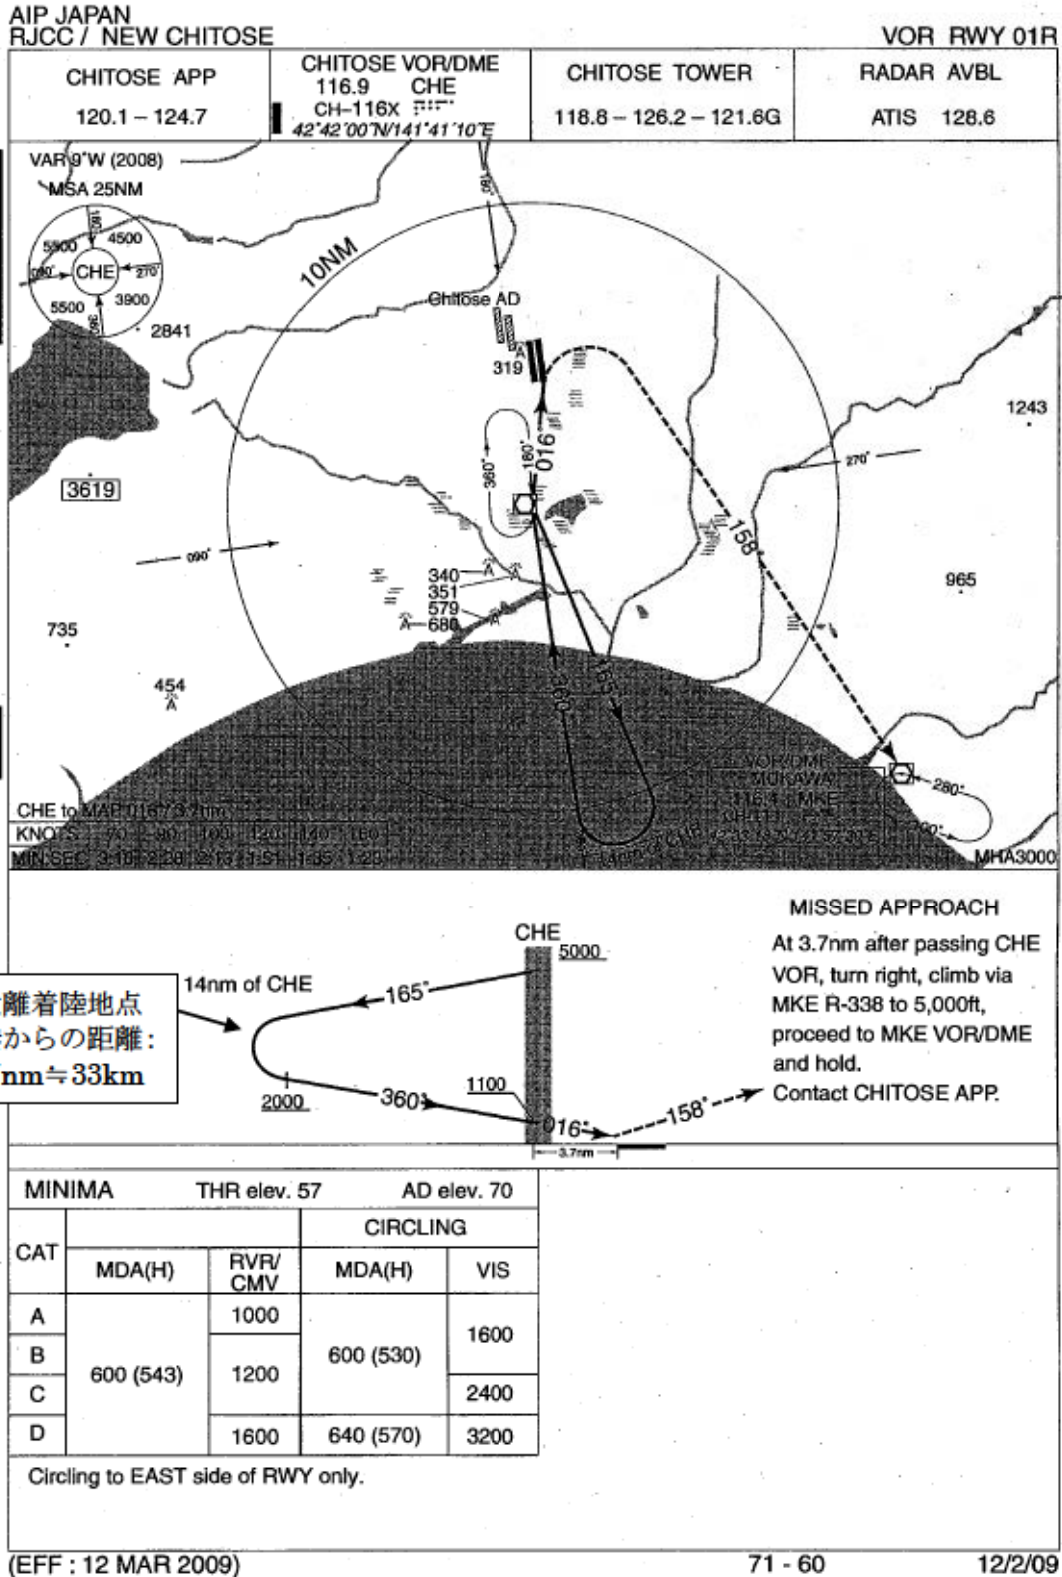 AIP JAPAN
RJCC / NEW CHITOSE
VOR RWY 01R
CHITOSE APP
120.1 – 124.7
CHITOSE VOR/DME
116.9 CHE
CH-116X
42°42'00"N/141°41'10"E
CHITOSE TOWER
118.8 – 126.2 – 121.6G
RADAR AVBL
ATIS 128.6
VAR 9°W (2008)
MSA 25NM
180°
5500
4500
090°
CHE
270°
5500
3900
360°
2841
180°
10NM
Chitose AD
319
1243
3619
360°
180°
016°
270°
090°
158°
340
351
579
680
965
735
454
360°
165°
VOR/DME
MUKAWA
116.4 MKE
280°
14nm of CHE
CHE to MAP 016°/3.7nm
KNOTS 70 90 100 120 140 160
MIN:SEC 3:10 2:28 2:13 1:51 1:35 1:23
MHA3000
MISSED APPROACH
At 3.7nm after passing CHE
VOR, turn right, climb via
MKE R-338 to 5,000ft,
proceed to MKE VOR/DME
and hold.
Contact CHITOSE APP.
CHE
5000
14nm of CHE
165°
離着陸地点
からの距離:
nm≒33km
2000
360°
1100
016°
158°
3.7nm
MINIMA THR elev. 57 AD elev. 70
CAT
CIRCLING
MDA(H)
RVR/
CMV
MDA(H)
VIS
A
1000
1600
B
600 (543)
1200
600 (530)
C
2400
D
1600
640 (570)
3200
Circling to EAST side of RWY only.
(EFF : 12 MAR 2009)
71 - 60
12/2/09